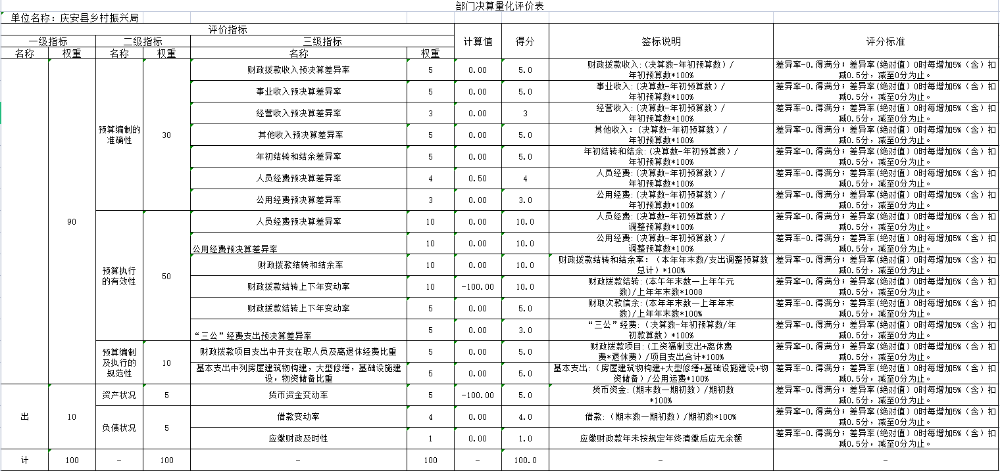 部门决算量化评价表
单位名称：庆安县乡村振兴局
评价指标 计算值 得分 签标说明 评分标准
一级指标 二级指标 三级指标
名称 权重 名称 权重 名称 权重
90 预算编制的 30 财政拨款收入预决算差异率 5 0.00 5.0 财政拨款收入:(决算数-年初预算数）/ 差异率-0.得满分；差异率(绝对值）0时每增加5%（含）扣
准确性 年初预算数*100% 减0.5分，减至0分为止。
事业收入预决算差异率 5 0.00 5.0 事业收入:(决算数-年初预算数）/ 差异率-0.得满分；差异率(绝对值）0时每增加5%（含）扣
年初预算数*100% 减0.5分，减至0分为止。
经营收入预决算差异率 3 0.00 3 经营收入:(决算数-年初预算数）/ 差异率-0.得满分；差异率(绝对值）0时每增加5%（含）扣
年初预算数*100% 减0.5分，减至0分为止。
其他收入预决算差异率 5 0.00 5.0 其他收入：(决算数-年初预算数）/ 差异率-0.得满分；差异率(绝对值）0时每增加5%（含）扣
年初预算数*100% 减0.5分，减至0分为止。
年初结转和结余差异率 5 0.00 5.0 年初结转和结余:(决算数-年初预算数）/ 差异率-0.得满分；差异率(绝对值）0时每增加5%（含）扣
年初预算数*100% 减0.5分，减至0分为止。
人员经费预决算差异率 4 0.50 4 人员经费:(决算数-年初预算数）/ 差异率-0.得满分；差异率(绝对值）0时每增加5%（含）扣
年初预算数*100% 减0.5分，减至0分为止。
公用经费预决算差异率 3 0.00 3.0 公用经费:(决算数-年初预算数）/ 差异率-0.得满分；差异率(绝对值）0时每增加5%（含）扣
年初预算数*100% 减0.5分，减至0分为止。
预算执行 50 人员经费预决算差异率 10 0.00 10.0 人员经费:(决算数-年初预算数）/ 差异率-0.得满分；差异率(绝对值）0时每增加5%（含）扣
的有效性 调整预算数*100% 减0.5分，减至0分为止。
公用经费预决算差异率 10 0.00 10.0 公用经费:(决算数-年初预算数）/ 差异率-0.得满分；差异率(绝对值）0时每增加5%（含）扣
调整预算数*100% 减0.5分，减至0分为止。
财政拨款结转和结余率 10 0.00 10.0 财政拨款结转和结余率：（本年年末数/支出调整预算数 差异率-0.得满分；差异率(绝对值）0时每增加5%（含）扣
总计）*100% 减0.5分，减至0分为止。
财政拨款结转上下年变动率 10 -100.00 10.0 财政拨款结转:(本午年末数一上年午元 差异率-0.得满分；差异率(绝对值）0时每增加5%（含）扣
数)/上年年末数*1008 减0.5分，减至0分为止。
财政拨款结转上下年变动率 5 0.00 5.0 财取次款信余:(本年年末数一上年年末 差异率-0.得满分；差异率(绝对值）0时每增加5%（含）扣
数)/上年年末数*100% 减0.5分，减至0分为止。
“三公”经费支出预决算差异率 5 0.00 3.0 “三公”经费：（决算数-年初预算数/年 差异率-0.得满分；差异率(绝对值）0时每增加5%（含）扣
初款算数）*100% 减0.5分，减至0分为止。
预算编制 10 财政拨款项目支出中开支在职人员及离退休经费比重 5 0.00 5.0 财政拨款项目:(工资福制支出+离休费 差异率-0.得满分；差异率(绝对值）0时每增加5%（含）扣
及执行的 费*退休费）/项目支出合计*100% 减0.5分，减至0分为止。
规范性 基本支出中列房屋建筑物构建，大型修缮，基础设施建 5 0.00 5.0 基本支出:（房屋建筑物构建+大型修缮+基础设施建设+物 差异率-0.得满分；差异率(绝对值）0时每增加5%（含）扣
设，物资储备比重 资储备）/公用运费*100% 减0.5分，减至0分为止。
出 10 资产状况 5 货币资金变动率 5 -100.00 5.0 货币资金:(期末数一期初数）/期初数 差异率-0.得满分；差异率(绝对值）0时每增加5%（含）扣
*100% 减0.5分，减至0分为止。
负债状况 5 借款变动率 4 0.00 4.0 借款:（期末数一期初数）/期初数*100% 差异率-0.得满分；差异率(绝对值）0时每增加5%（含）扣
减0.5分，减至0分为止。
应缴财政及时性 1 0.00 1.0 应缴财政款年未按规定年终清缴后应无余额 差异率-0.得满分；差异率(绝对值）0时每增加5%（含）扣
减0.5分，减至0分为止。
计 100 - 100 - 100 - 100.0 - -